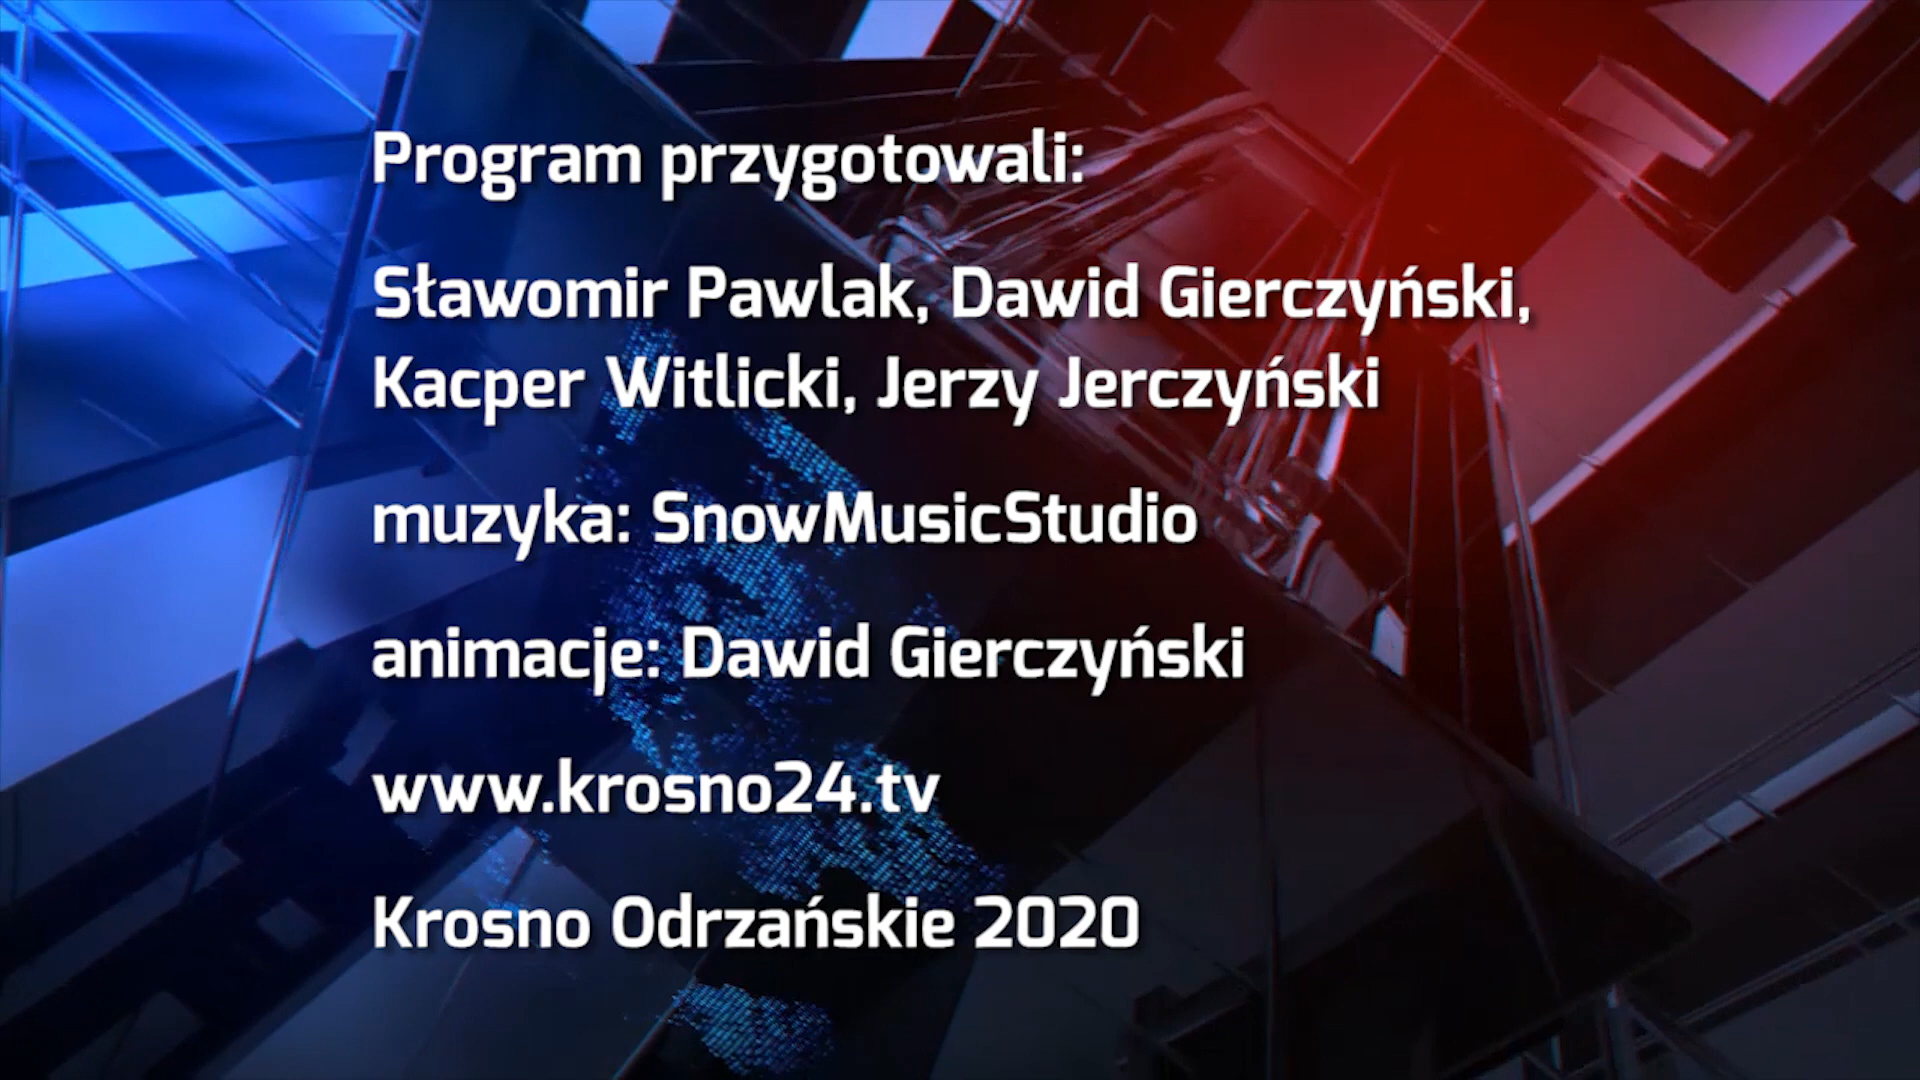 Program przygotowali:
Sławomir Pawlak, Dawid Gierczyński,
Kacper Witlicki, Jerzy Jerczyński
muzyka: SnowMusicStudio
animacje: Dawid Gierczyński
www.krosno24.tv
Krosno Odrzańskie 2020